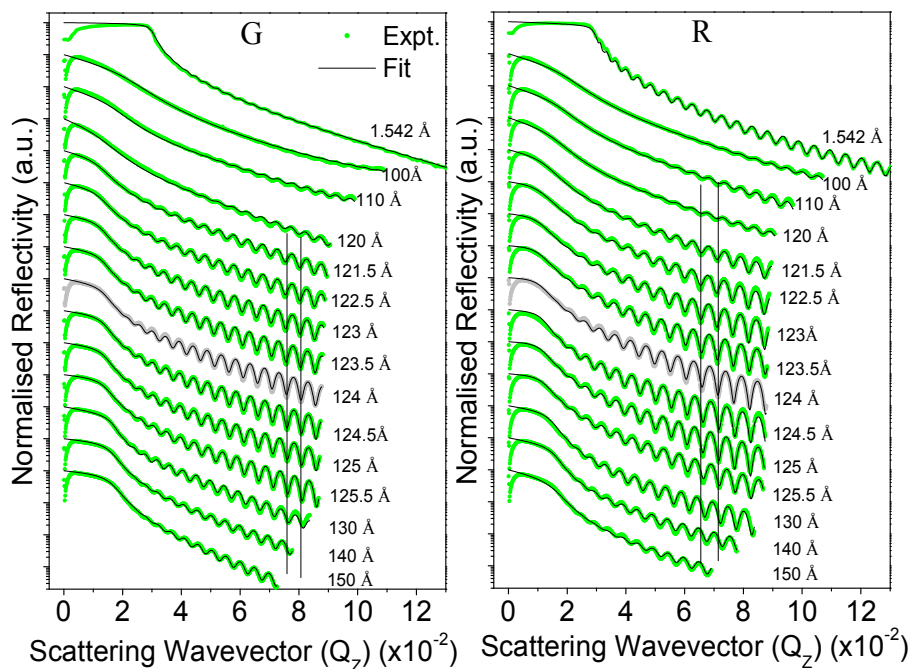 G
Expt.
Fit
1.542 Å
100Å
110 Å
120 Å
121.5 Å
122.5 Å
123 Å
123.5 Å
124 Å
124.5Å
125 Å
125.5 Å
130 Å
140 Å
150 Å
Normalised Reflectivity (a.u.)
0 2 4 6 8 10 12
Scattering Wavevector (Q_Z) (x10⁻²)
R
1.542 Å
100 Å
110 Å
120 Å
121.5 Å
122.5 Å
123Å
123.5Å
124 Å
124.5 Å
125 Å
125.5 Å
130 Å
140 Å
150 Å
Normalised Reflectivity (a.u.)
0 2 4 6 8 10 12
Scattering Wavevector (Q_Z) (x10⁻²)